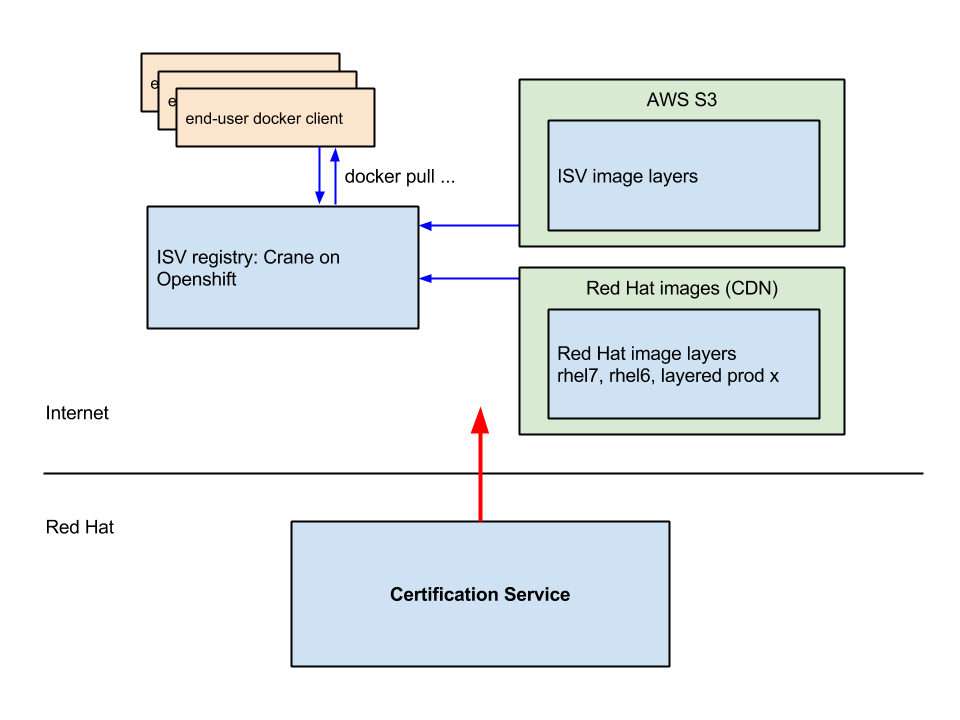 e
e
end-user docker client
docker pull ...
ISV registry: Crane on
Openshift
AWS S3
ISV image layers
Red Hat images (CDN)
Red Hat image layers
rhel7, rhel6, layered prod x
Internet
Red Hat
Certification Service